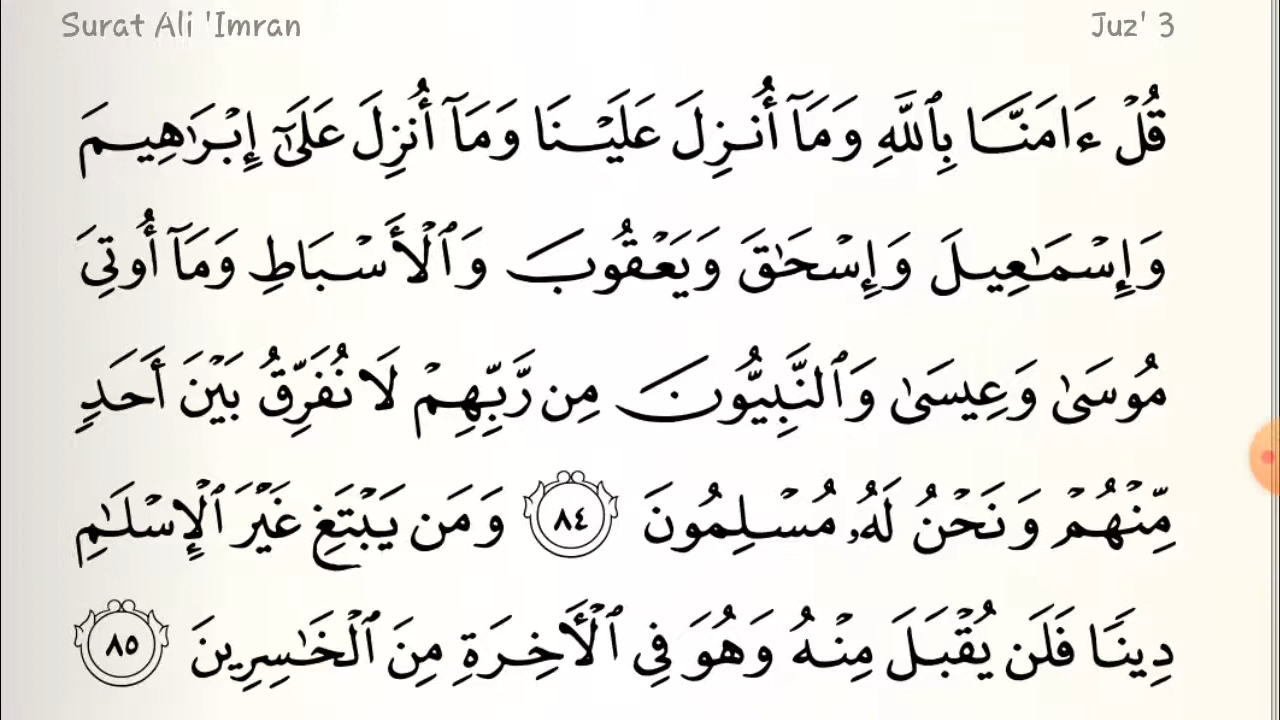 Surat Ali 'Imran Juz' 3
قُلْ ءَامَنَّا بِٱللَّهِ وَمَآ أُنزِلَ عَلَيْنَا وَمَآ أُنزِلَ عَلَىٰٓ إِبْرَٰهِيمَ
وَإِسْمَٰعِيلَ وَإِسْحَٰقَ وَيَعْقُوبَ وَٱلْأَسْبَاطِ وَمَآ أُوتِىَ
مُوسَىٰ وَعِيسَىٰ وَٱلنَّبِيُّونَ مِن رَّبِّهِمْ لَا نُفَرِّقُ بَيْنَ أَحَدٍ
مِّنْهُمْ وَنَحْنُ لَهُۥ مُسْلِمُونَ ٨٤ وَمَن يَبْتَغِ غَيْرَ ٱلْإِسْلَٰمِ
دِينًا فَلَن يُقْبَلَ مِنْهُ وَهُوَ فِى ٱلْأَخِرَةِ مِنَ ٱلْخَٰسِرِينَ ٨٥